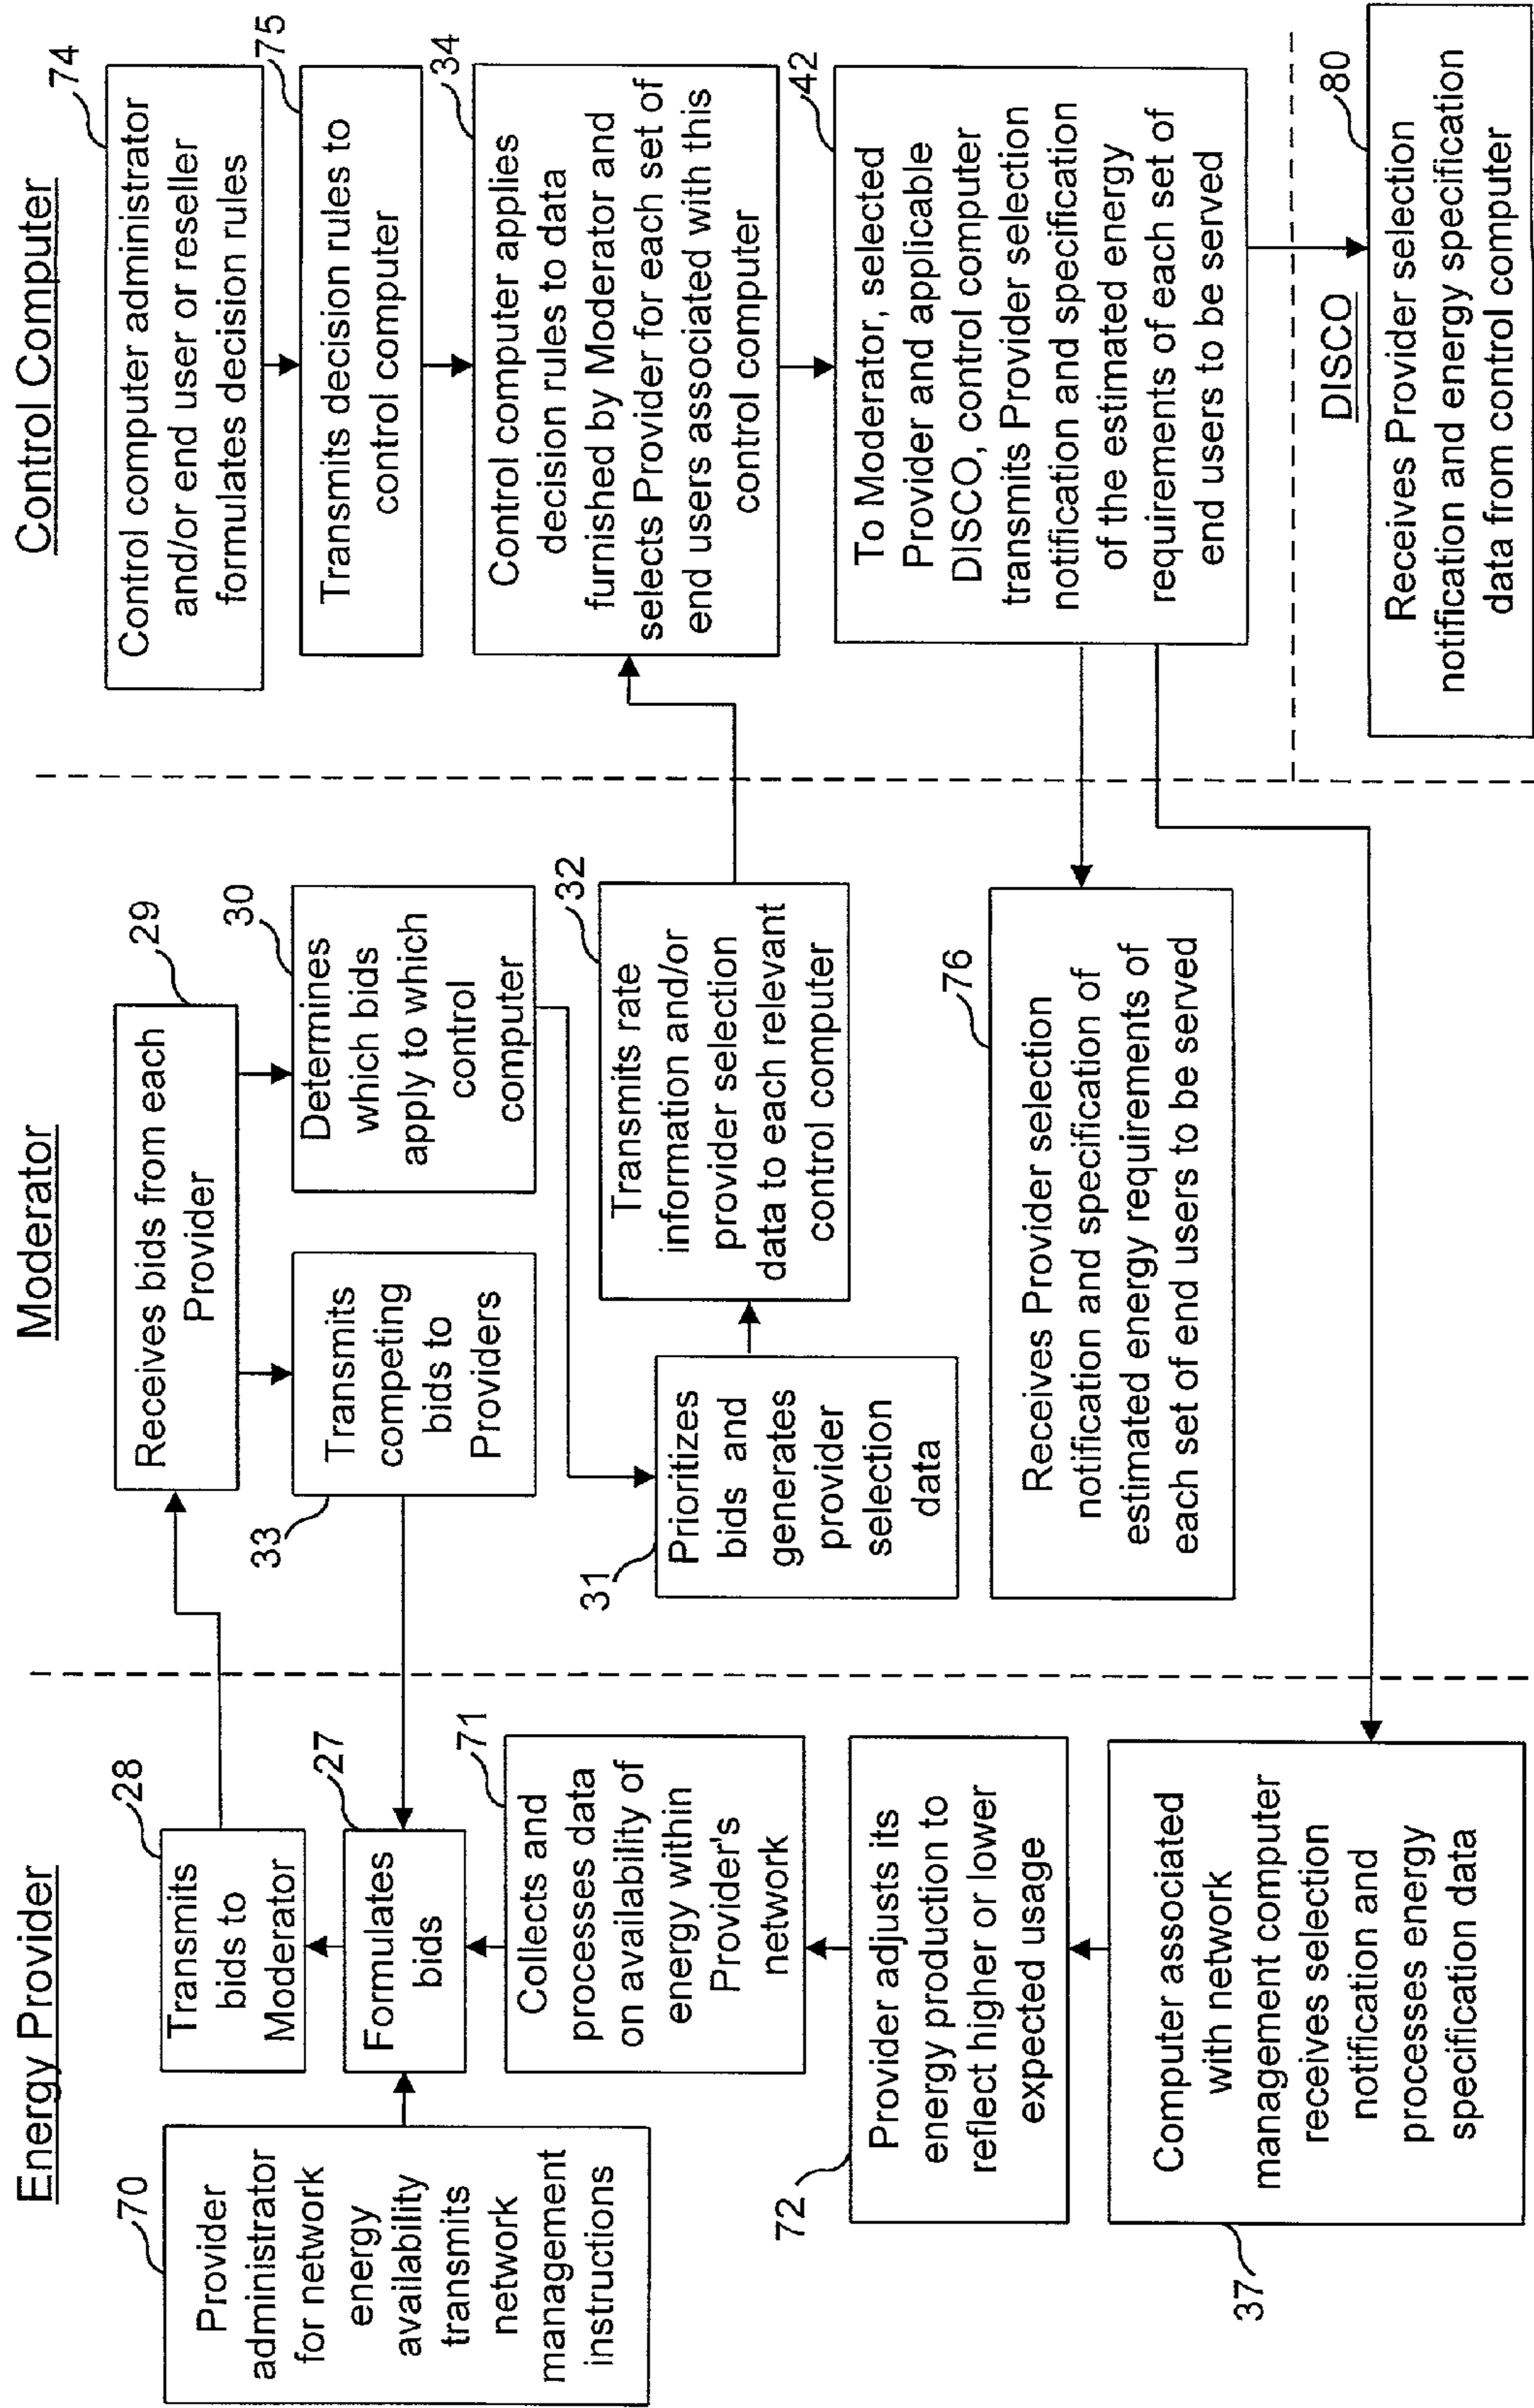 Energy Provider
70
Provider
administrator
for network
energy
availability
transmits
network
management
instructions
28
Transmits
bids to
Moderator
27
Formulates
bids
71
Collects and
processes data
on availability of
energy within
Provider's
network
72
Provider adjusts its
energy production to
reflect higher or lower
expected usage
37
Computer associated
with network
management computer
receives selection
notification and
processes energy
specification data
Moderator
29
Receives bids from each
Provider
33
Transmits
competing
bids to
Providers
30
Determines
which bids
apply to which
control
computer
31
Prioritizes
bids and
generates
provider
selection
data
32
Transmits rate
information and/or
provider selection
data to each relevant
control computer
76
Receives Provider selection
notification and specification of
estimated energy requirements of
each set of end users to be served
Control Computer
74
Control computer administrator
and/or end user or reseller
formulates decision rules
75
Transmits decision rules to
control computer
34
Control computer applies
decision rules to data
furnished by Moderator and
selects Provider for each set of
end users associated with this
control computer
42
To Moderator, selected
Provider and applicable
DISCO, control computer
transmits Provider selection
notification and specification
of the estimated energy
requirements of each set of
end users to be served
DISCO
80
Receives Provider selection
notification and energy specification
data from control computer